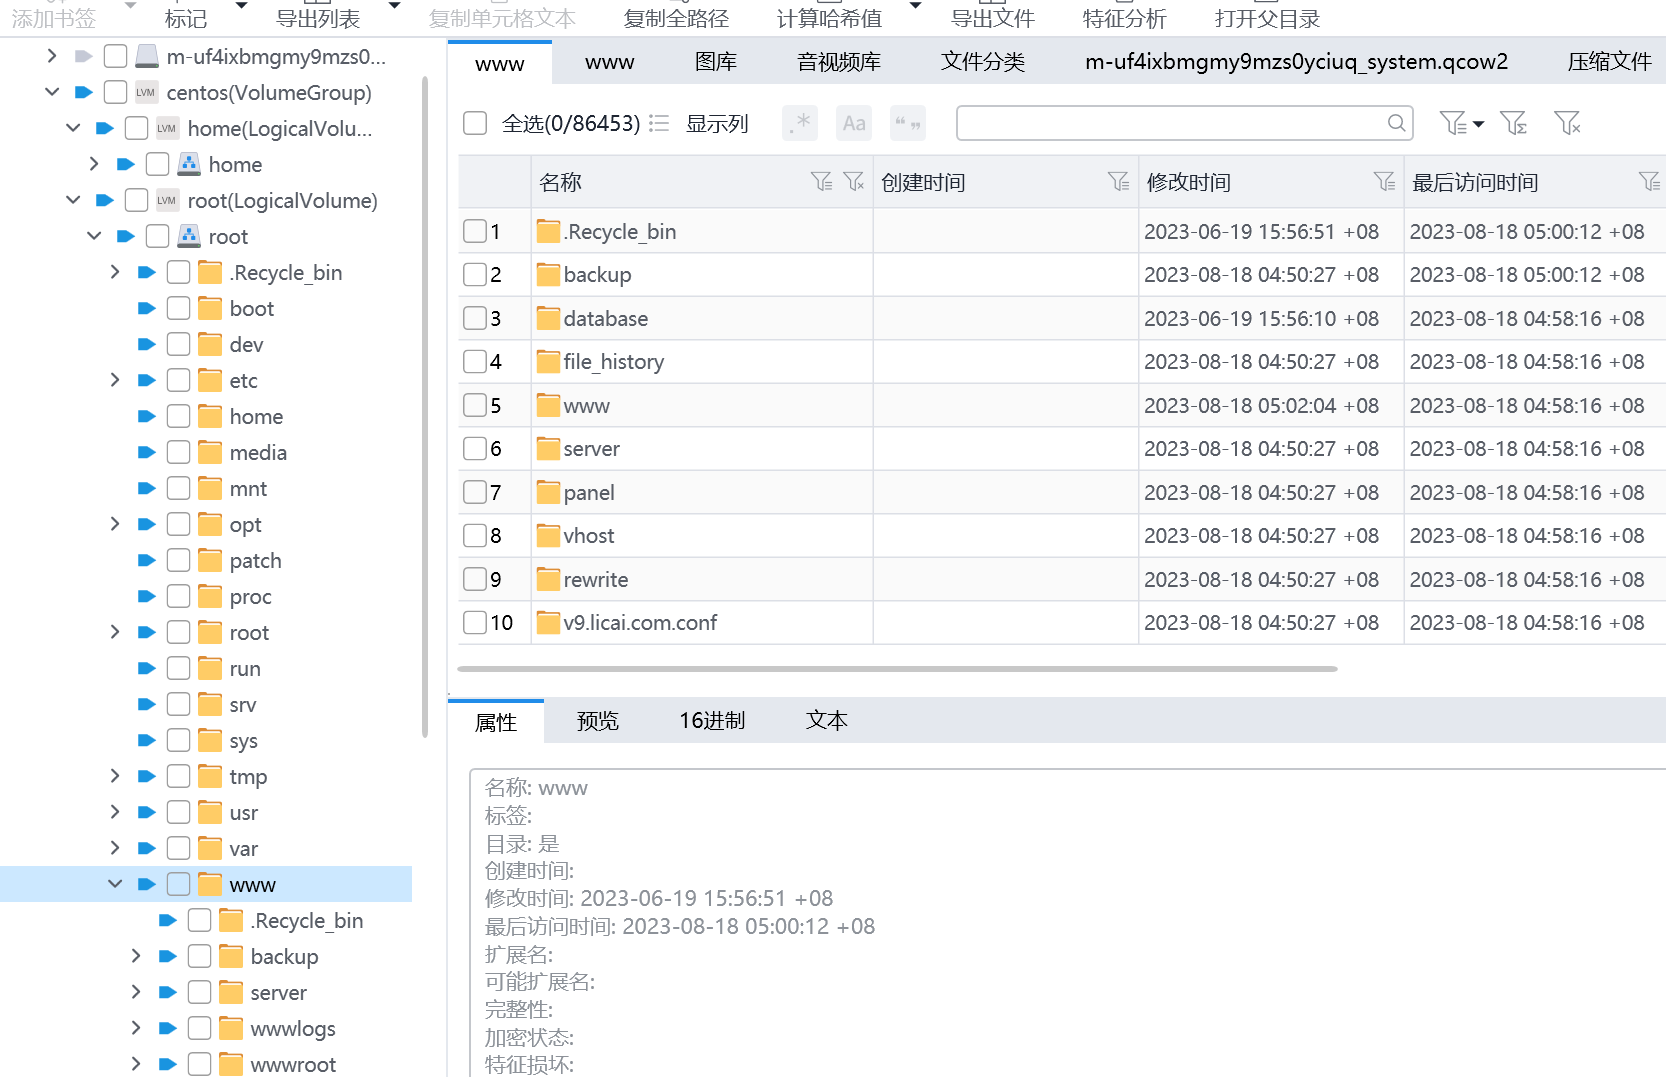 添加书签 标记 导出列表 复制单元格文本 复制全路径 计算哈希值 导出文件 特征分析 打开父目录
m-uf4ixbmgmy9mzs0...
LVM centos(VolumeGroup)
LVM home(LogicalVolu...
home
LVM root(LogicalVolume)
root
.Recycle_bin
boot
dev
etc
home
media
mnt
opt
patch
proc
root
run
srv
sys
tmp
usr
var
www
.Recycle_bin
backup
server
wwwlogs
wwwroot
www www 图库 音视频库 文件分类 m-uf4ixbmgmy9mzs0yciuq_system.qcow2 压缩文件
全选(0/86453) 显示列 .* Aa “ ”
名称 创建时间 修改时间 最后访问时间
1 .Recycle_bin 2023-06-19 15:56:51 +08 2023-08-18 05:00:12 +08
2 backup 2023-08-18 04:50:27 +08 2023-08-18 05:00:12 +08
3 database 2023-06-19 15:56:10 +08 2023-08-18 04:58:16 +08
4 file_history 2023-08-18 04:50:27 +08 2023-08-18 04:58:16 +08
5 www 2023-08-18 05:02:04 +08 2023-08-18 04:58:16 +08
6 server 2023-08-18 04:50:27 +08 2023-08-18 04:58:16 +08
7 panel 2023-08-18 04:50:27 +08 2023-08-18 04:58:16 +08
8 vhost 2023-08-18 04:50:27 +08 2023-08-18 04:58:16 +08
9 rewrite 2023-08-18 04:50:27 +08 2023-08-18 04:58:16 +08
10 v9.licai.com.conf 2023-08-18 04:50:27 +08 2023-08-18 04:58:16 +08
属性 预览 16进制 文本
名称: www
标签:
目录: 是
创建时间:
修改时间: 2023-06-19 15:56:51 +08
最后访问时间: 2023-08-18 05:00:12 +08
扩展名:
可能扩展名:
完整性:
加密状态:
特征损坏: